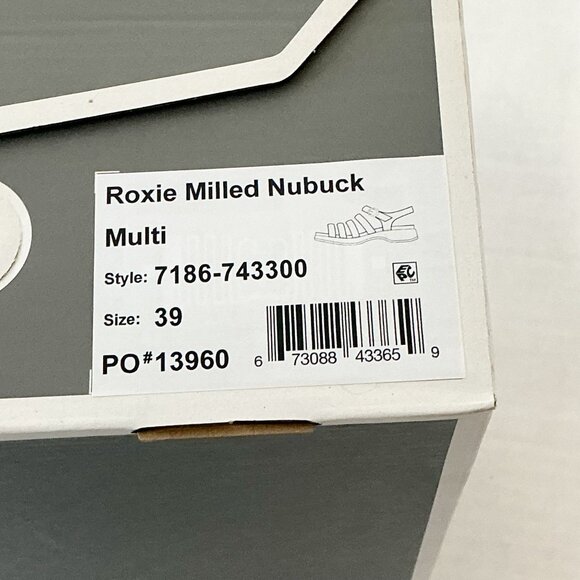 Roxie Milled Nubuck
Multi
Style: 7186-743300
Size: 39
PO#13960
6 73088 43365 9